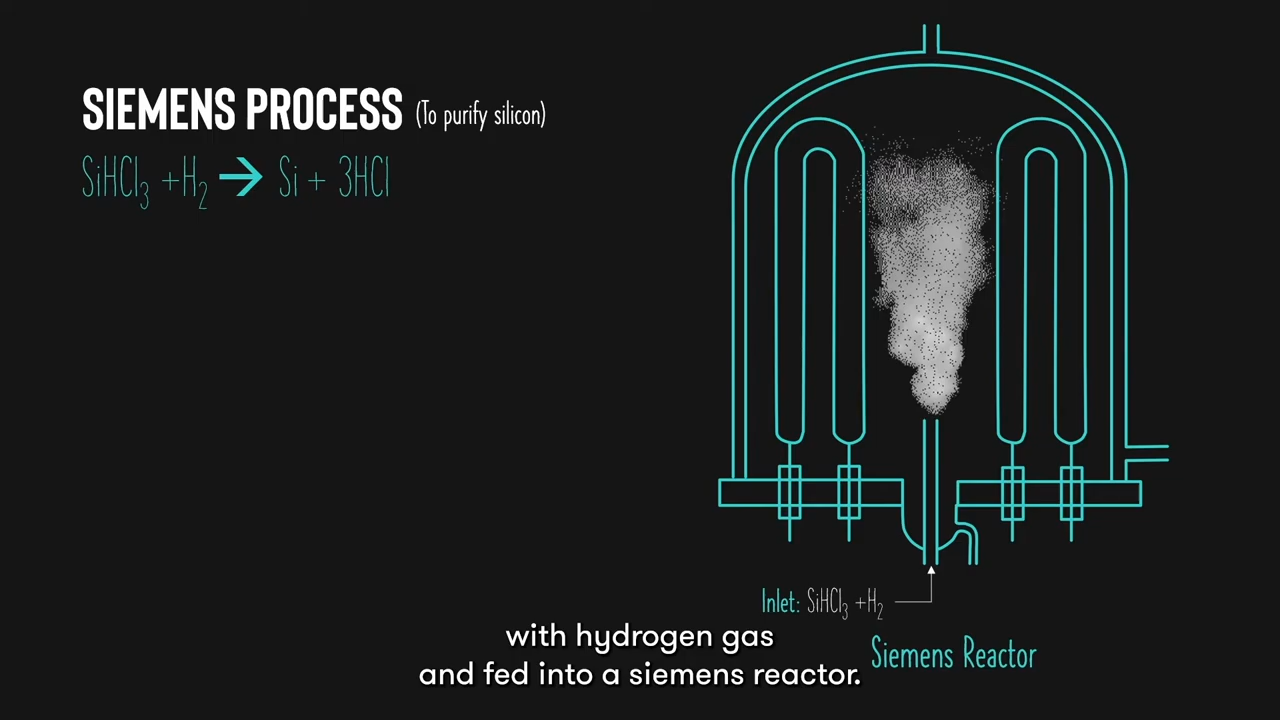 SIEMENS PROCESS (To purify silicon)
SiHCl₃ +H₂ → Si + 3HCl
Inlet: SiHCl₃ +H₂
Siemens Reactor
with hydrogen gas
and fed into a siemens reactor.